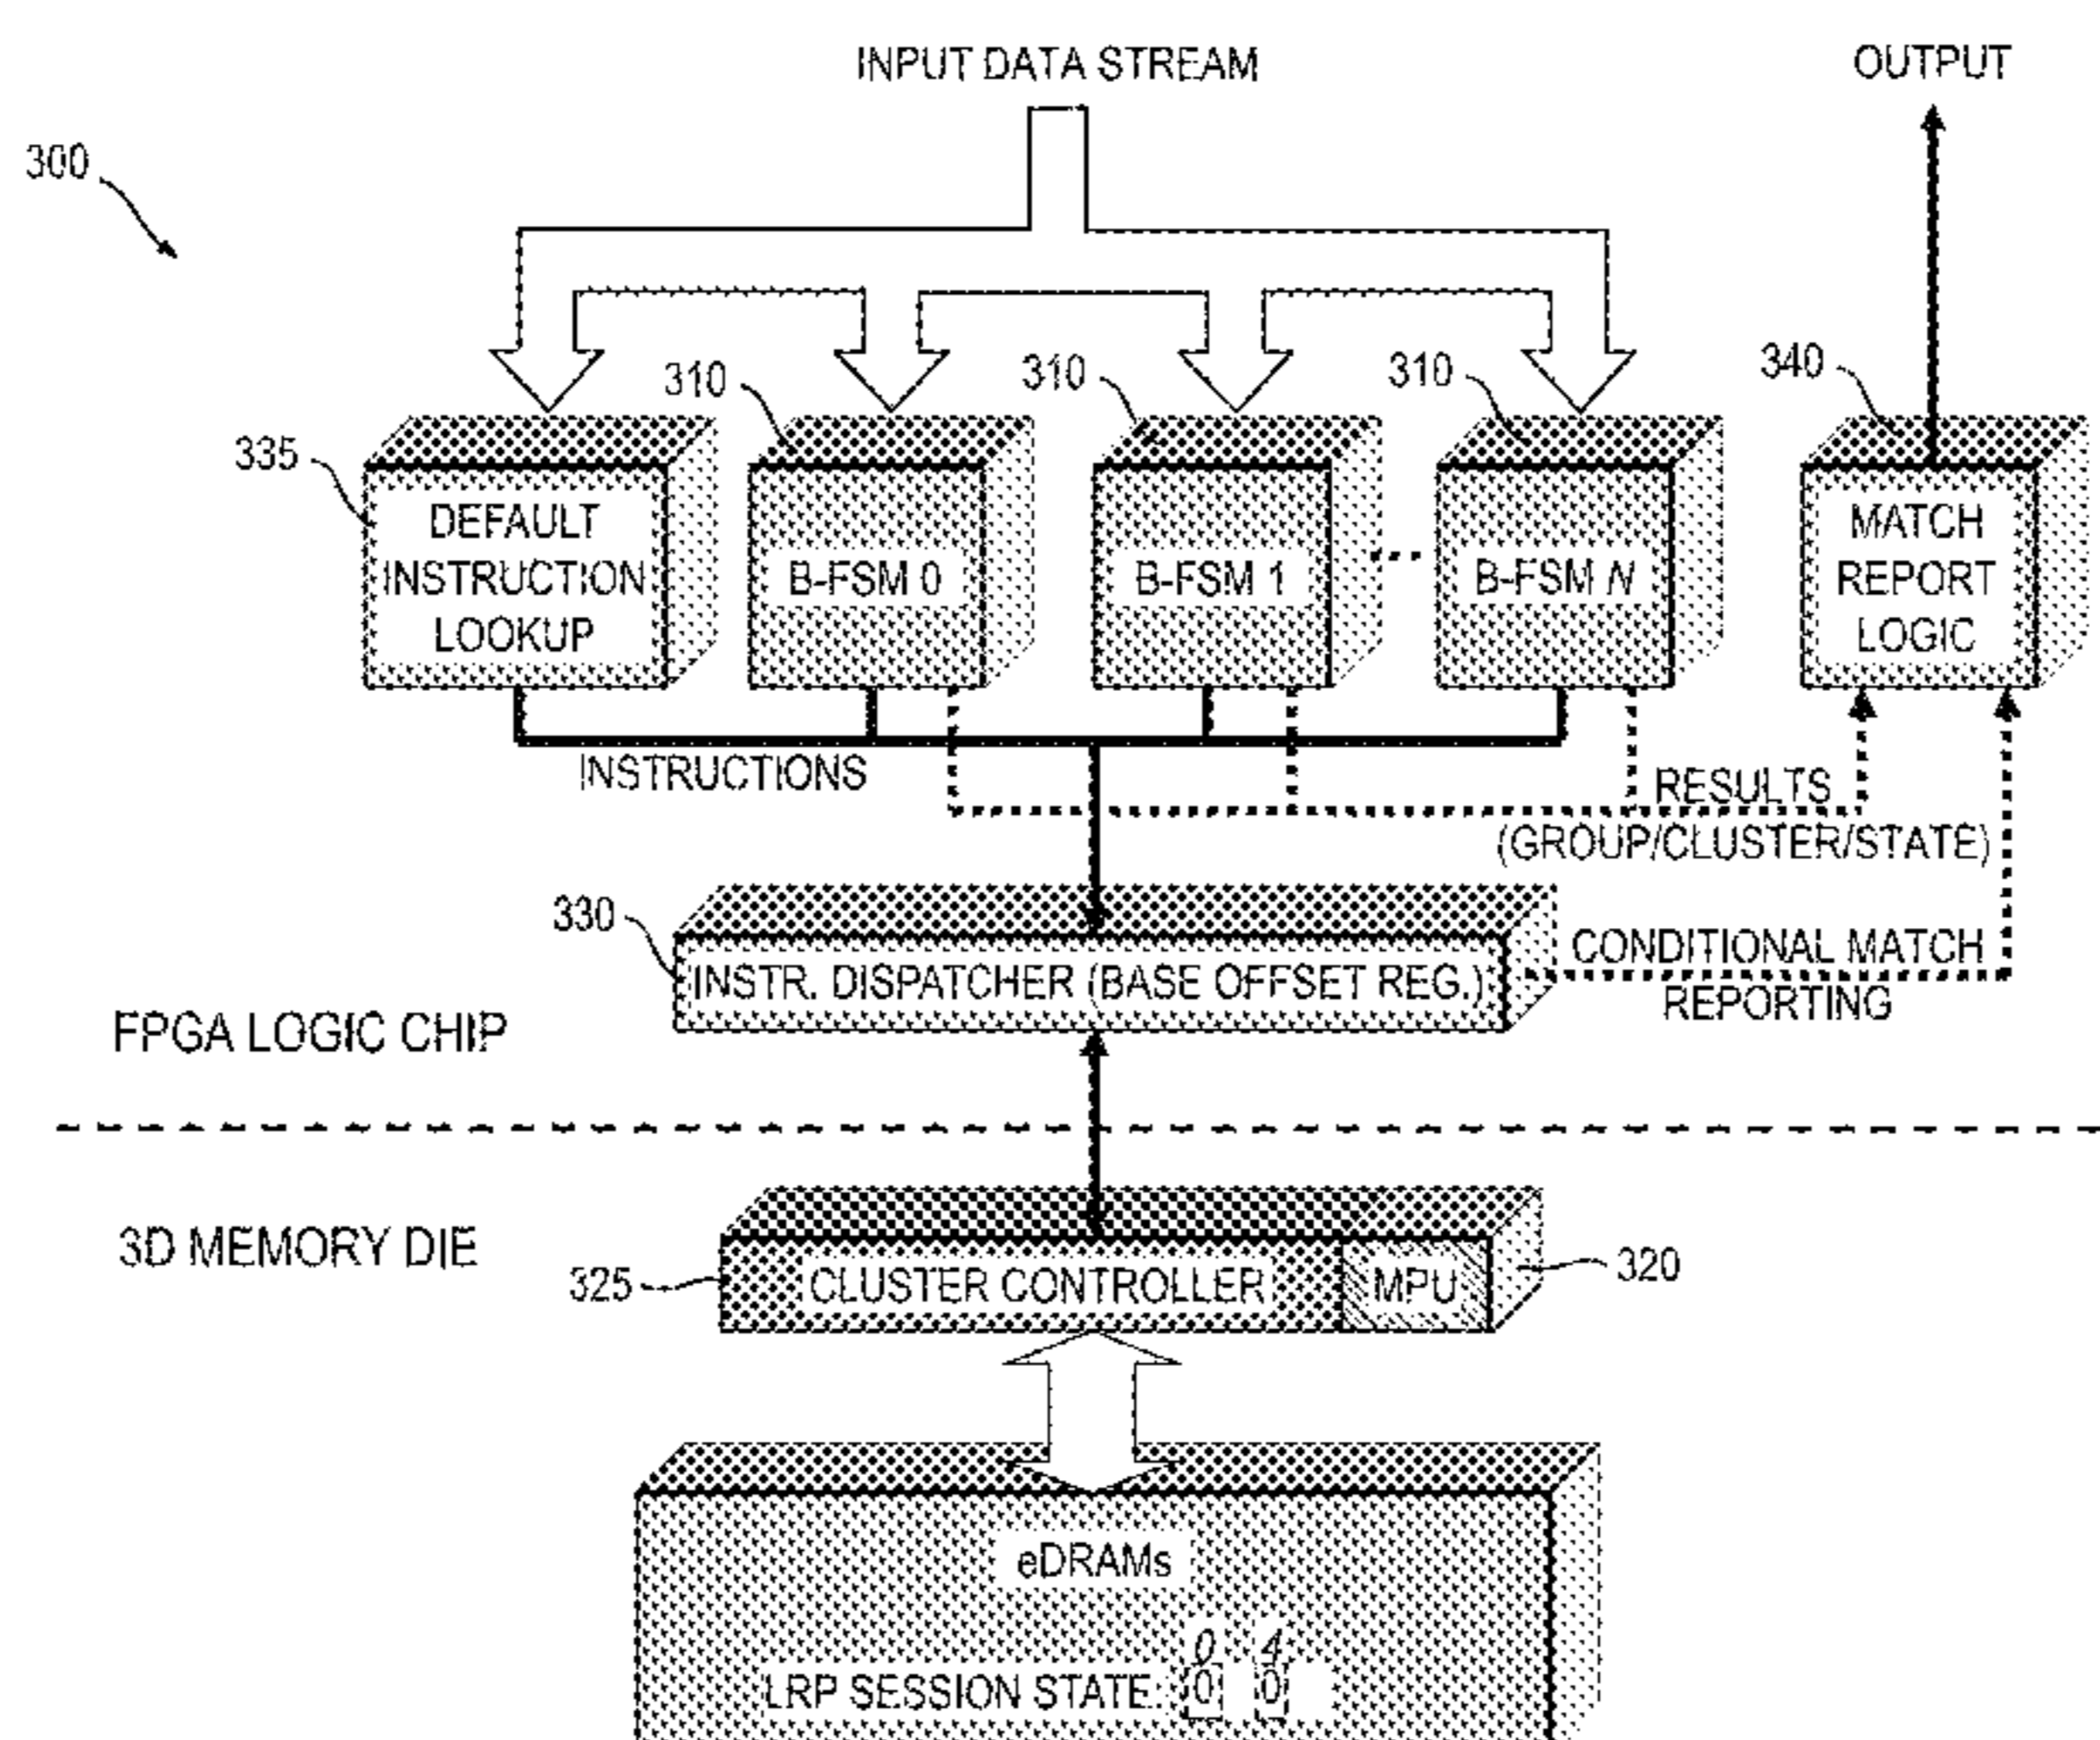 INPUT DATA STREAM
OUTPUT
300
310
310
310
340
335
DEFAULT
INSTRUCTION
LOOKUP
B-FSM 0
B-FSM 1
B-FSM N
MATCH
REPORT
LOGIC
INSTRUCTIONS
RESULTS
(GROUP/CLUSTER/STATE)
330
INSTR. DISPATCHER (BASE OFFSET REG.)
CONDITIONAL MATCH
REPORTING
FPGA LOGIC CHIP
3D MEMORY DIE
325
CLUSTER CONTROLLER
MPU
320
eDRAMs
0 4
LRP SESSION STATE: 0 0